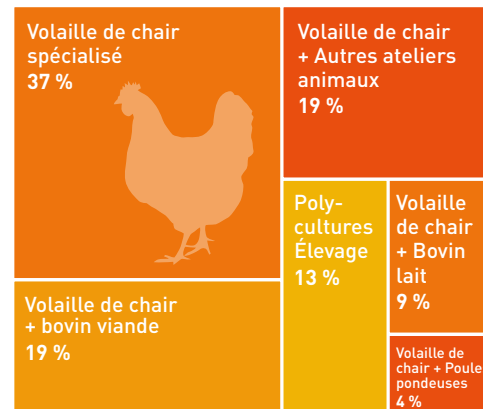 Volaille de chair
spécialisé
37 %
Volaille de chair
+ Autres ateliers
animaux
19 %
Poly-
cultures
Élevage
13 %
Volaille
de chair
+ Bovin
lait
9 %
Volaille de chair
+ bovin viande
19 %
Volaille de
chair + Poule
pondeuses
4 %